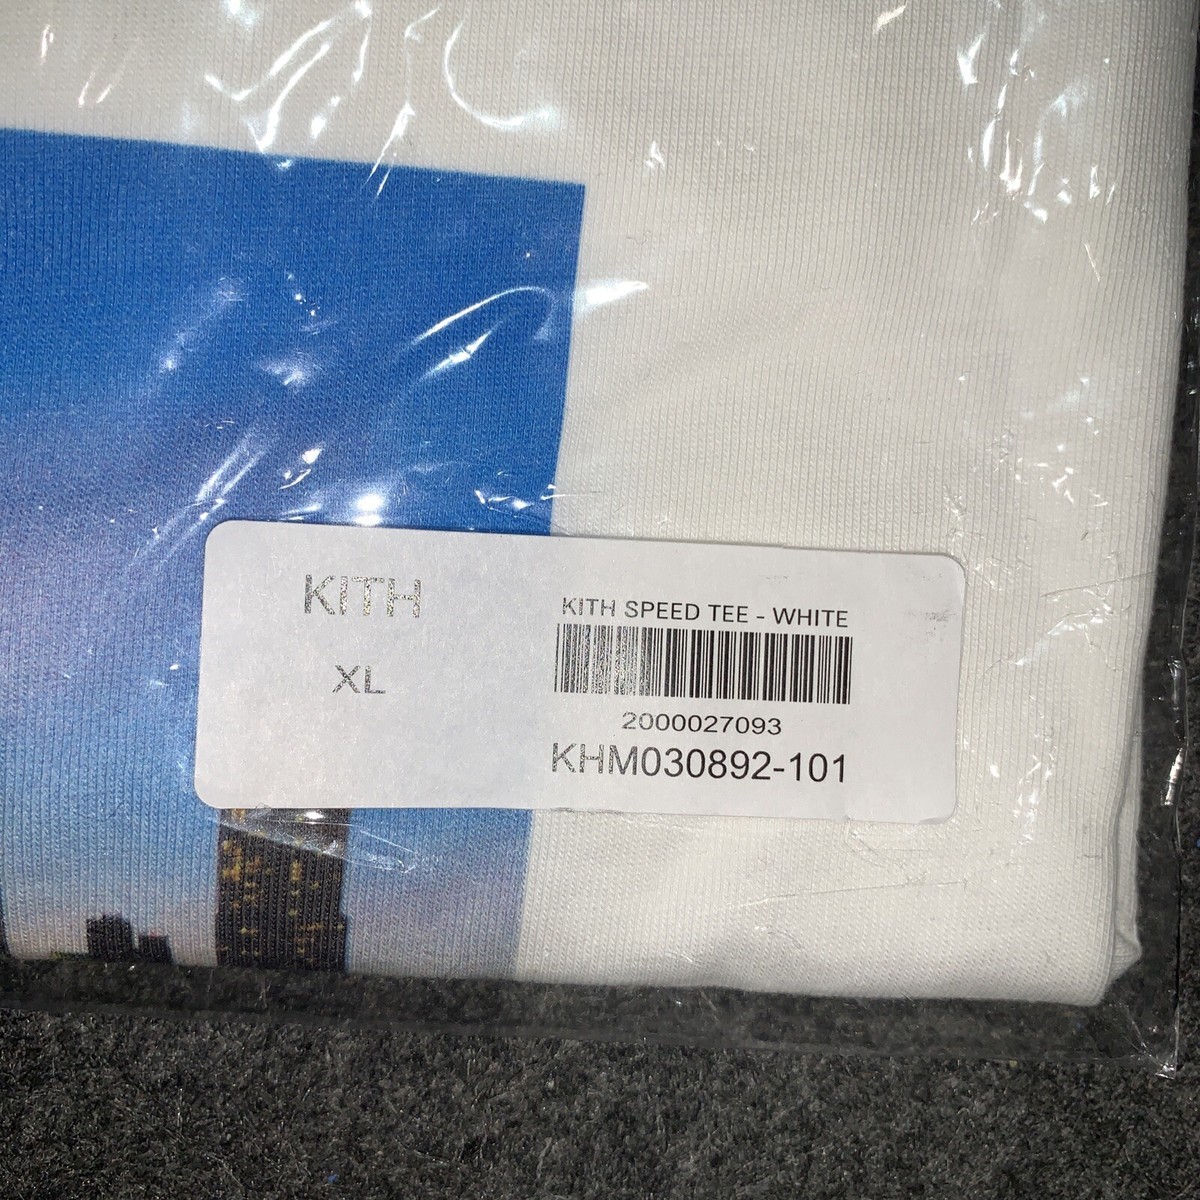 KITH
XL
KITH SPEED TEE - WHITE
2000027093
KHM030892-101